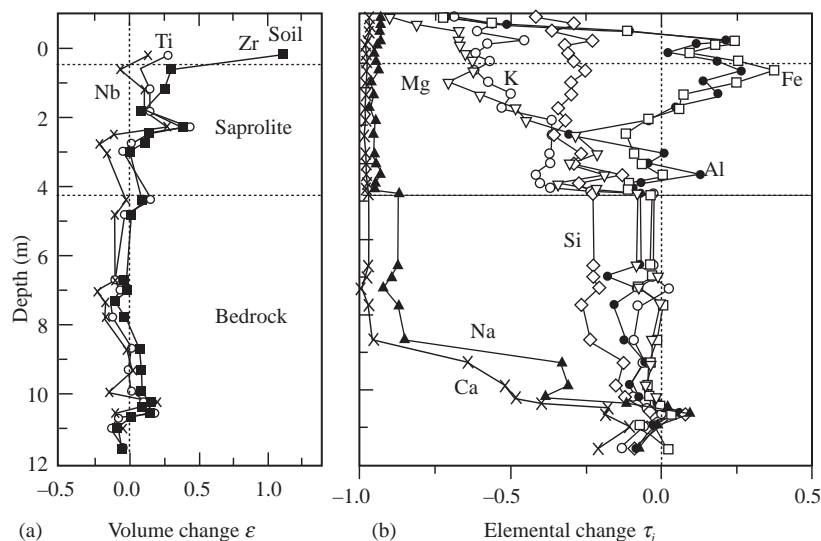 Soil
Ti
Zr
0
Nb
K
Mg
Fe
2
Saprolite
Al
4
Depth (m)
6
Si
Bedrock
8
Na
Ca
10
12
−0.5 0.0 0.5 1.0
−1.0 −0.5 0.0 0.5
(a) Volume change ε
(b) Elemental change τi